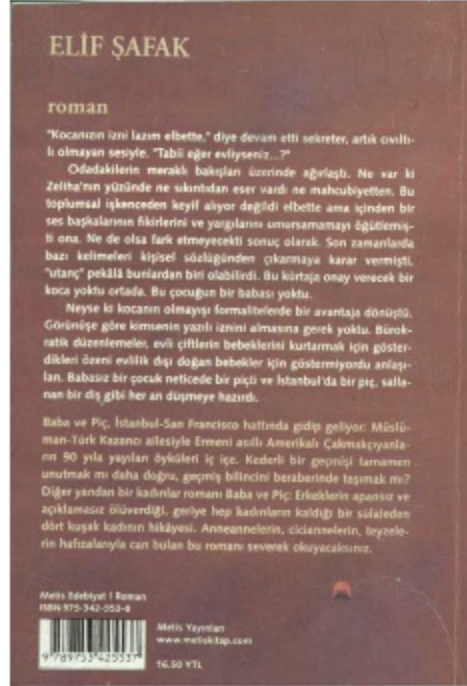 ELİF ŞAFAK
roman
"Kocanızın izni lazım elbette," diye devam etti sekreter, artık cıvıltı-
lı olmayan sesiyle. "Tabii eğer evliyseniz...?"
Odadakilerin meraklı bakışları üzerinde ağırlaştı. Ne var ki
Zeliha'nın yüzünde ne sıkıntıdan eser vardı ne mahcubiyetten. Bu
toplumsal işkenceden keyif alıyor değildi elbette ama içinden bir
ses başkalarının fikirlerini ve yargılarını umursamamayı öğütlemiş-
ti ona. Ne de olsa fark etmeyecekti sonuç olarak. Son zamanlarda
bazı kelimeleri kişisel sözlüğünden çıkarmaya karar vermişti,
"utanç" pekâlâ bunlardan biri olabilirdi. Bu kürtaja onay verecek bir
koca yoktu ortada. Bu çocuğun bir babası yoktu.
Neyse ki kocanın olmayışı formalitelerde bir avantaja dönüştü.
Görünüşe göre kimsenin yazılı iznini almasına gerek yoktu. Bürok-
ratik düzenlemeler, evli çiftlerin bebeklerini kurtarmak için göster-
dikleri özeni evlilik dışı doğan bebekler için göstermiyordu anlaşı-
lan. Babasız bir çocuk neticede bir piçti ve İstanbul'da bir piç, salla-
nan bir diş gibi her an düşmeye hazırdı.
Baba ve Piç, İstanbul-San Francisco hattında gidip geliyor: Müslü-
man-Türk Kazancı ailesiyle Ermeni asıllı Amerikalı Çakmakçıyanla-
rın 90 yıla yayılan öyküleri iç içe. Kederli bir geçmişi tamamen
unutmak mı daha doğru, geçmiş bilincini beraberinde taşımak mı?
Diğer yandan bir kadınlar romanı Baba ve Piç: Erkeklerin apansız ve
açıklamasız ölüverdiği, geriye hep kadınların kaldığı bir sülaleden
dört kuşak kadının hikâyesi. Anneannelerin, ciciannelerin, teyzele-
rin hafızalarıyla can bulan bu romanı severek okuyacaksınız.
Metis Edebiyat / Roman
ISBN 975-342-553-8
Metis Yayınları
www.metiskitap.com
9 789753 425537
16.50 YTL